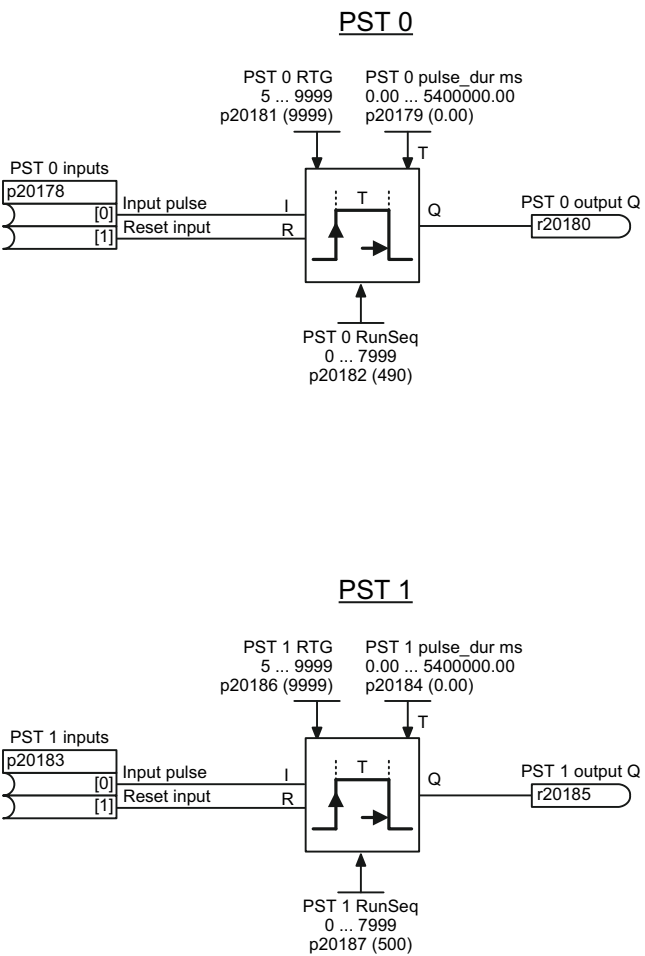 PST 0
PST 0 RTG
5 ... 9999
p20181 (9999)
PST 0 pulse_dur ms
0.00 ... 5400000.00
p20179 (0.00)
T
PST 0 inputs
p20178
[0]
[1]
Input pulse
Reset input
I
R
T
Q
PST 0 output Q
r20180
PST 0 RunSeq
0 ... 7999
p20182 (490)
PST 1
PST 1 RTG
5 ... 9999
p20186 (9999)
PST 1 pulse_dur ms
0.00 ... 5400000.00
p20184 (0.00)
T
PST 1 inputs
p20183
[0]
[1]
Input pulse
Reset input
I
R
T
Q
PST 1 output Q
r20185
PST 1 RunSeq
0 ... 7999
p20187 (500)